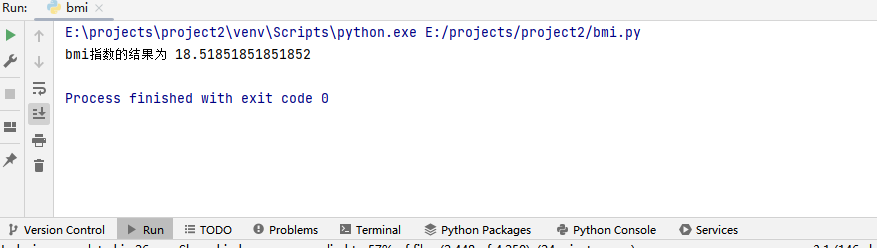 Run: bmi
E:\projects\project2\venv\Scripts\python.exe E:/projects/project2/bmi.py
bmi指数的结果为 18.51851851851852
Process finished with exit code 0
Version Control Run TODO Problems Terminal Python Packages Python Console Services